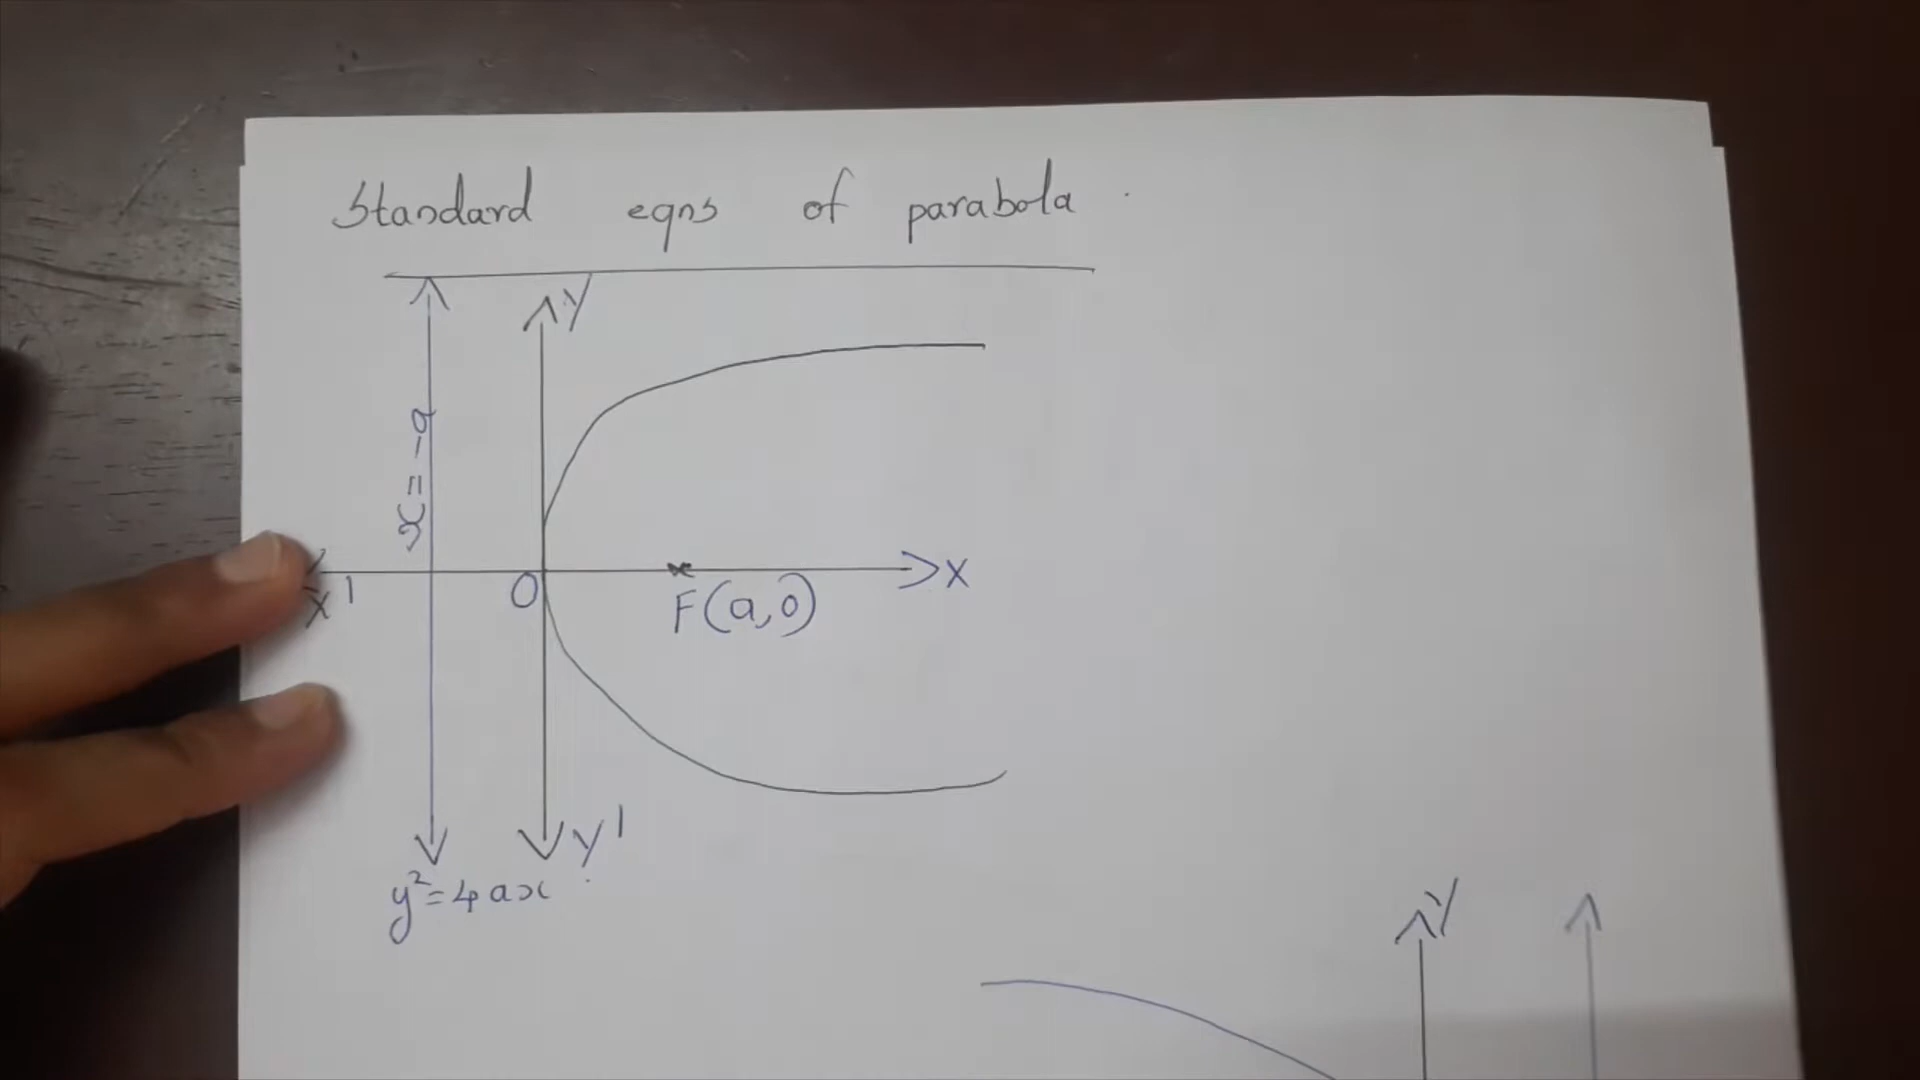 Standard eqns of parabola.
Y
x = -a
X
X'
O
F(a,0)
Y'
y² = 4ax
Y